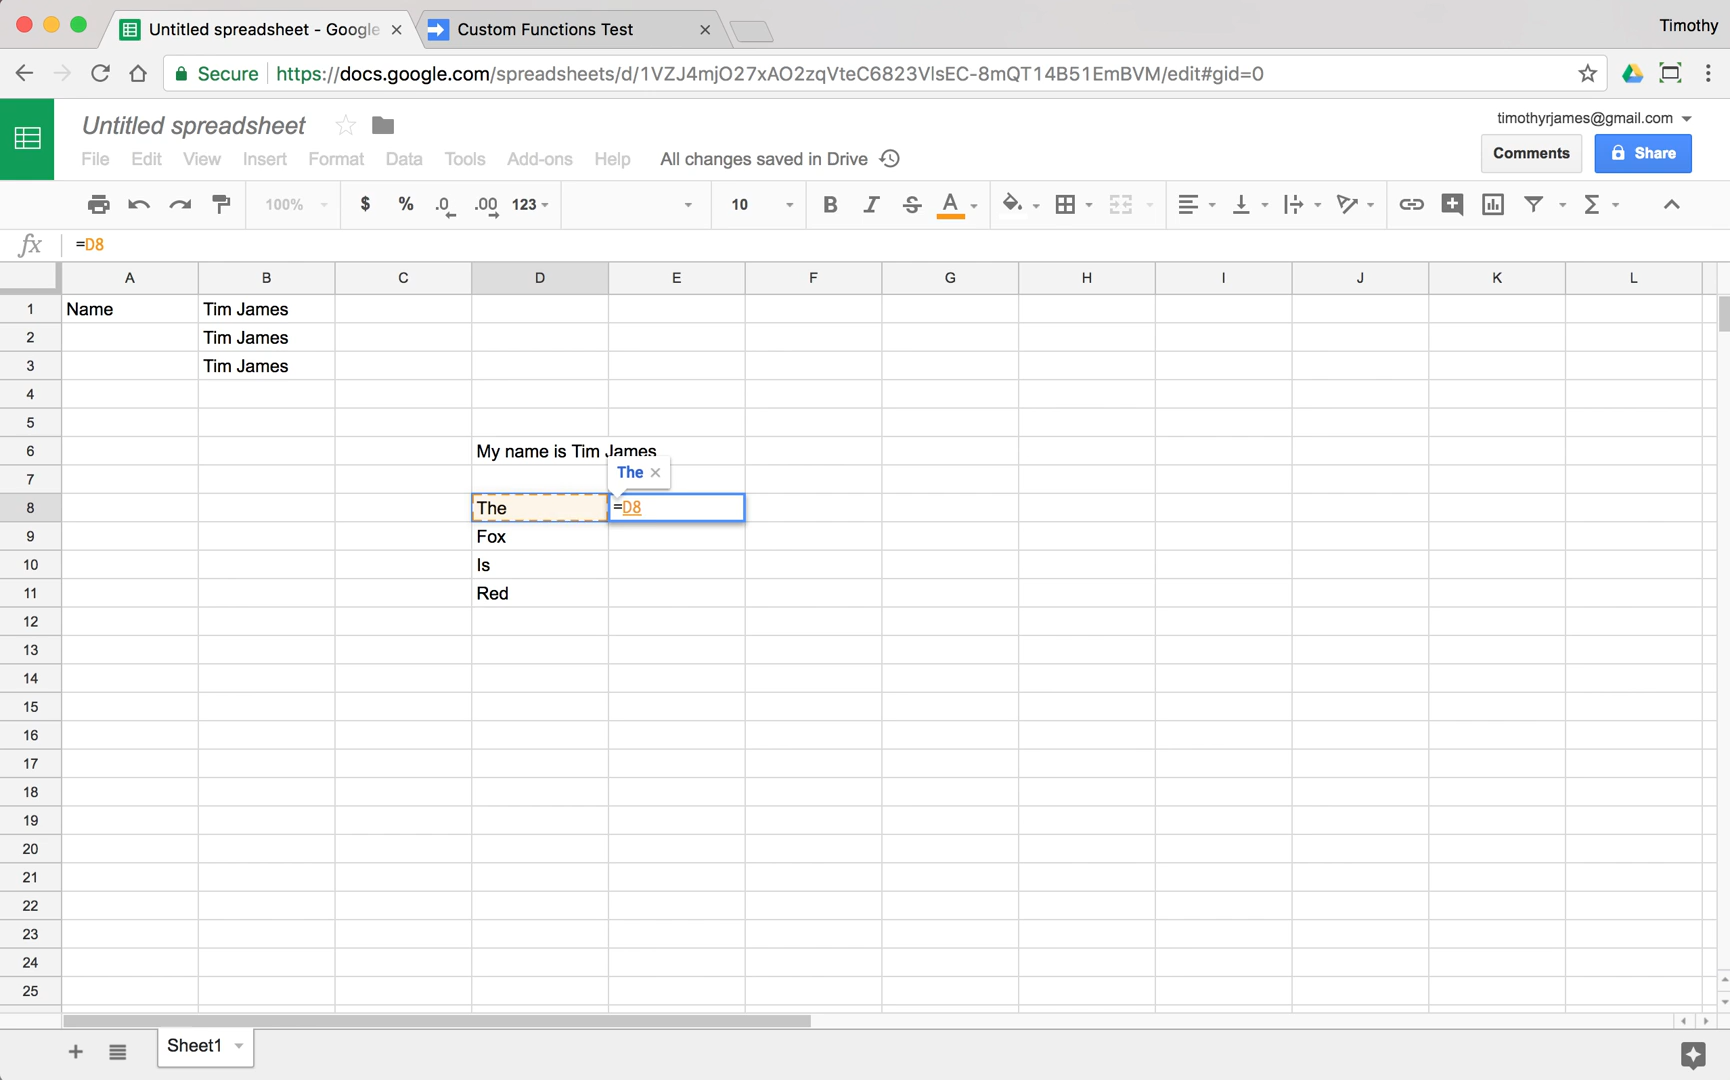 Untitled spreadsheet - Google
Custom Functions Test
Timothy
Secure https://docs.google.com/spreadsheets/d/1VZJ4mjO27xAO2zqVteC6823VlsEC-8mQT14B51EmBVM/edit#gid=0
Untitled spreadsheet
timothyrjames@gmail.com
File Edit View Insert Format Data Tools Add-ons Help All changes saved in Drive
Comments Share
100% $ % .0 .00 123 10 B I S A Σ
fx =D8
A B C D E F G H I J K L
1 Name Tim James
2 Tim James
3 Tim James
4
5
6 My name is Tim James
7 The
8 The =D8
9 Fox
10 Is
11 Red
12
13
14
15
16
17
18
19
20
21
22
23
24
25
Sheet1